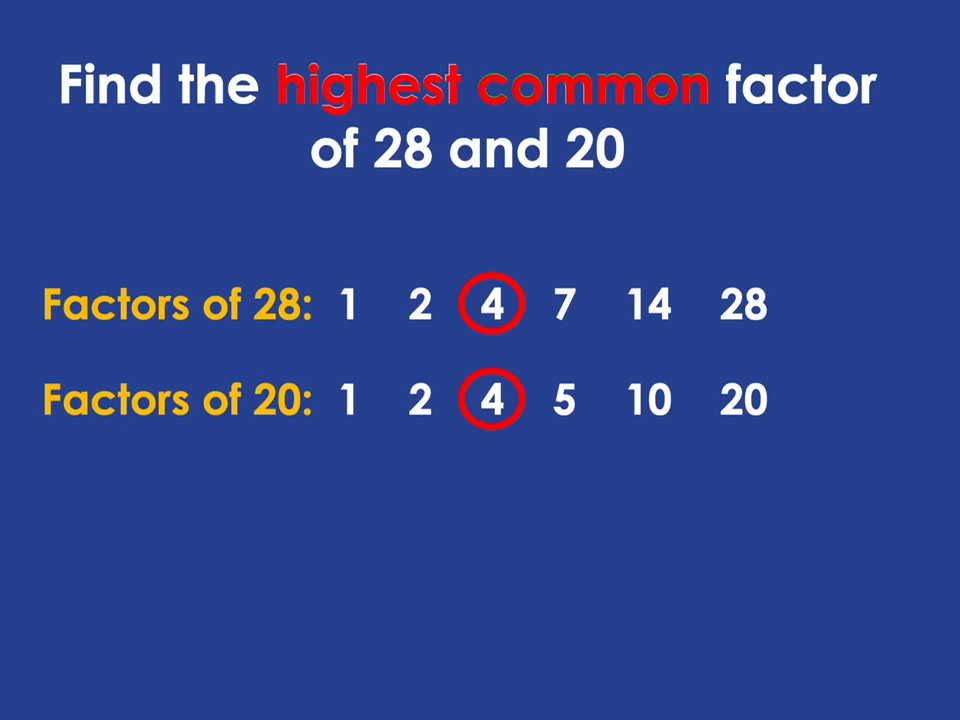 Find the highest common factor
of 28 and 20
Factors of 28: 1 2 4 7 14 28
Factors of 20: 1 2 4 5 10 20